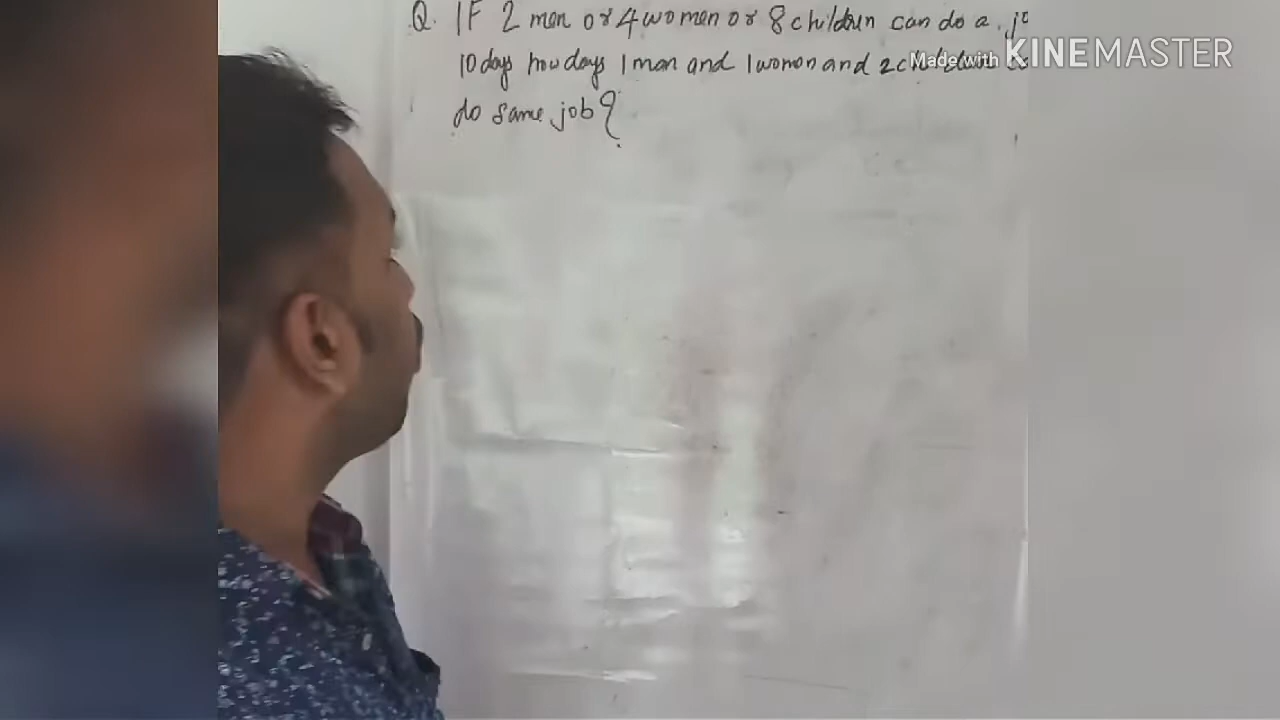 Q. IF 2 men or 4 women or 8 children can do a
10 days how days 1 man and 1 women and 2
do same job?
Made with KINEMASTER